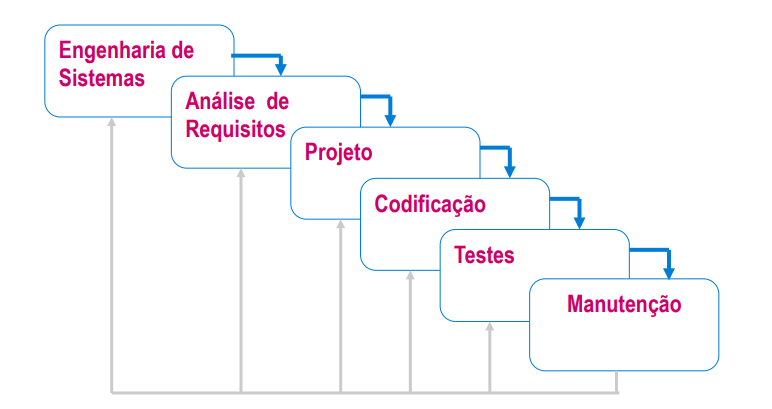 Engenharia de
Sistemas
Análise de
Requisitos
Projeto
Codificação
Testes
Manutenção